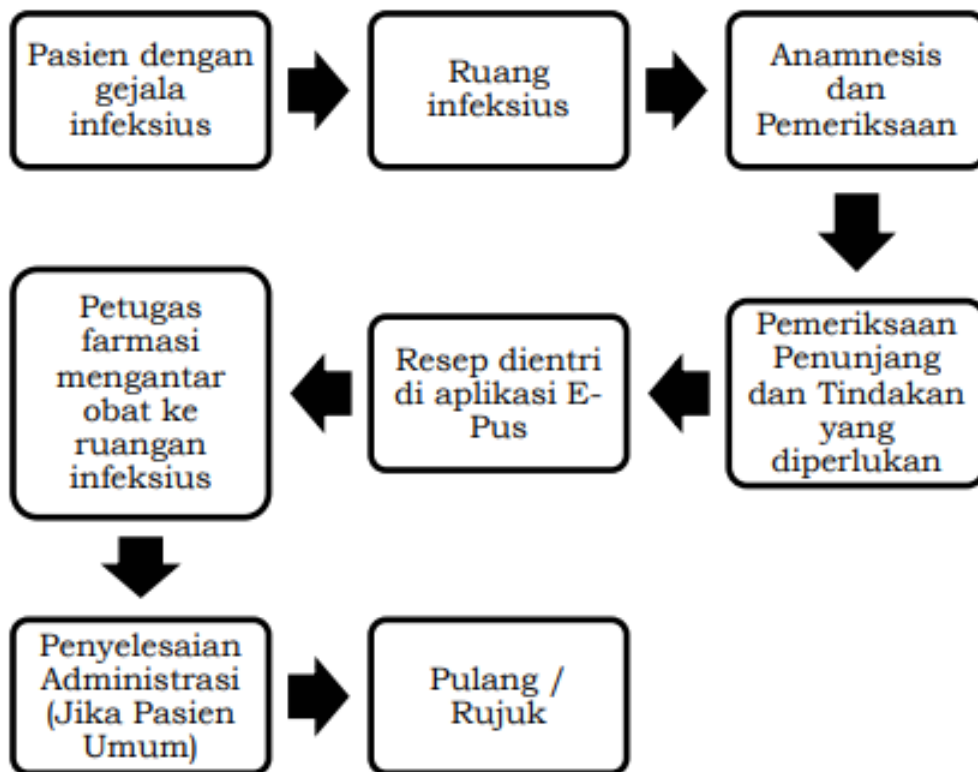 Pasien dengan
gejala
infeksius
Ruang
infeksius
Anamnesis
dan
Pemeriksaan
Pemeriksaan
Penunjang
dan Tindakan
yang
diperlukan
Resep dientri
di aplikasi E-
Pus
Petugas
farmasi
mengantar
obat ke
ruangan
infeksius
Penyelesaian
Administrasi
(Jika Pasien
Umum)
Pulang /
Rujuk